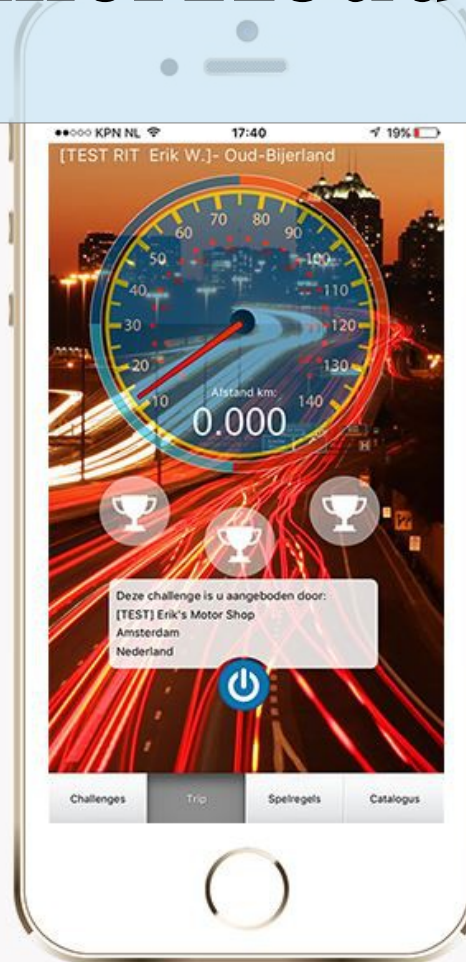 KPN NL 17:40 19%
[TEST RIT Erik W.]- Oud-Bijerland
10 20 30 40 50 60 70 80 90 100 110 120 130 140
Afstand km:
0.000
Deze challenge is u aangeboden door:
[TEST] Erik's Motor Shop
Amsterdam
Nederland
Challenges Trip Spelregels Catalogus